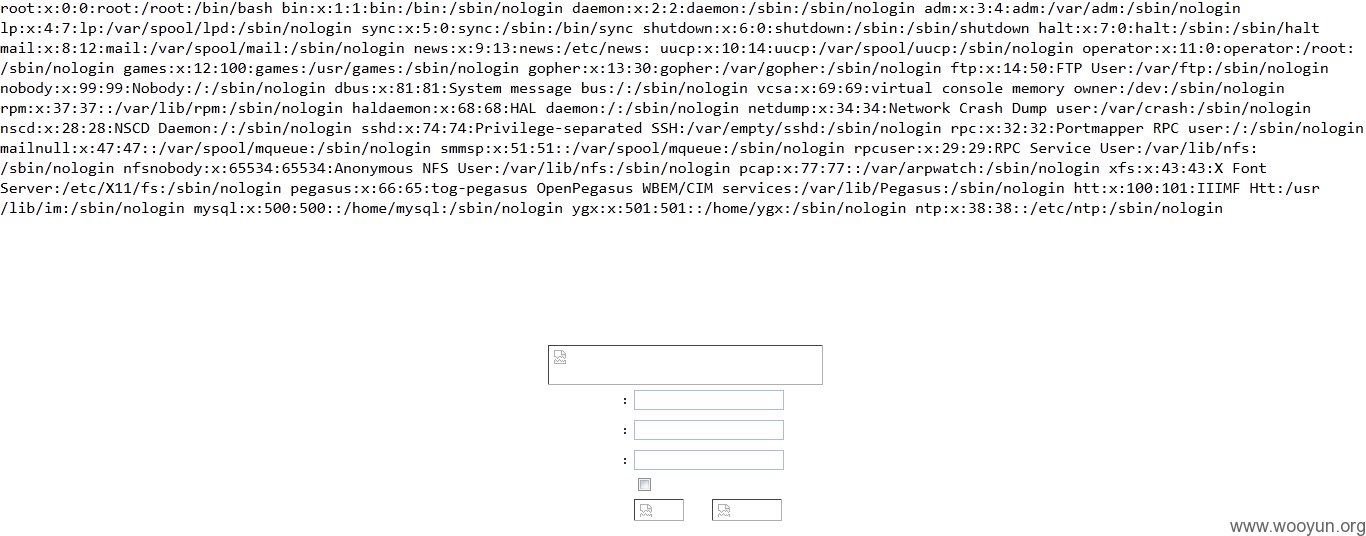 root:x:0:0:root:/root:/bin/bash bin:x:1:1:bin:/bin:/sbin/nologin daemon:x:2:2:daemon:/sbin:/sbin/nologin adm:x:3:4:adm:/var/adm:/sbin/nologin
lp:x:4:7:lp:/var/spool/lpd:/sbin/nologin sync:x:5:0:sync:/sbin:/bin/sync shutdown:x:6:0:shutdown:/sbin:/sbin/shutdown halt:x:7:0:halt:/sbin:/sbin/halt
mail:x:8:12:mail:/var/spool/mail:/sbin/nologin news:x:9:13:news:/etc/news: uucp:x:10:14:uucp:/var/spool/uucp:/sbin/nologin operator:x:11:0:operator:/root:
/sbin/nologin games:x:12:100:games:/usr/games:/sbin/nologin gopher:x:13:30:gopher:/var/gopher:/sbin/nologin ftp:x:14:50:FTP User:/var/ftp:/sbin/nologin
nobody:x:99:99:Nobody:/:/sbin/nologin dbus:x:81:81:System message bus:/:/sbin/nologin vcsa:x:69:69:virtual console memory owner:/dev:/sbin/nologin
rpm:x:37:37::/var/lib/rpm:/sbin/nologin haldaemon:x:68:68:HAL daemon:/:/sbin/nologin netdump:x:34:34:Network Crash Dump user:/var/crash:/sbin/nologin
nscd:x:28:28:NSCD Daemon:/:/sbin/nologin sshd:x:74:74:Privilege-separated SSH:/var/empty/sshd:/sbin/nologin rpc:x:32:32:Portmapper RPC user:/:/sbin/nologin
mailnull:x:47:47::/var/spool/mqueue:/sbin/nologin smmsp:x:51:51::/var/spool/mqueue:/sbin/nologin rpcuser:x:29:29:RPC Service User:/var/lib/nfs:
/sbin/nologin nfsnobody:x:65534:65534:Anonymous NFS User:/var/lib/nfs:/sbin/nologin pcap:x:77:77::/var/arpwatch:/sbin/nologin xfs:x:43:43:X Font
Server:/etc/X11/fs:/sbin/nologin pegasus:x:66:65:tog-pegasus OpenPegasus WBEM/CIM services:/var/lib/Pegasus:/sbin/nologin htt:x:100:101:IIIMF Htt:/usr
/lib/im:/sbin/nologin mysql:x:500:500::/home/mysql:/sbin/nologin ygx:x:501:501::/home/ygx:/sbin/nologin ntp:x:38:38::/etc/ntp:/sbin/nologin
:
:
:
www.wooyun.org